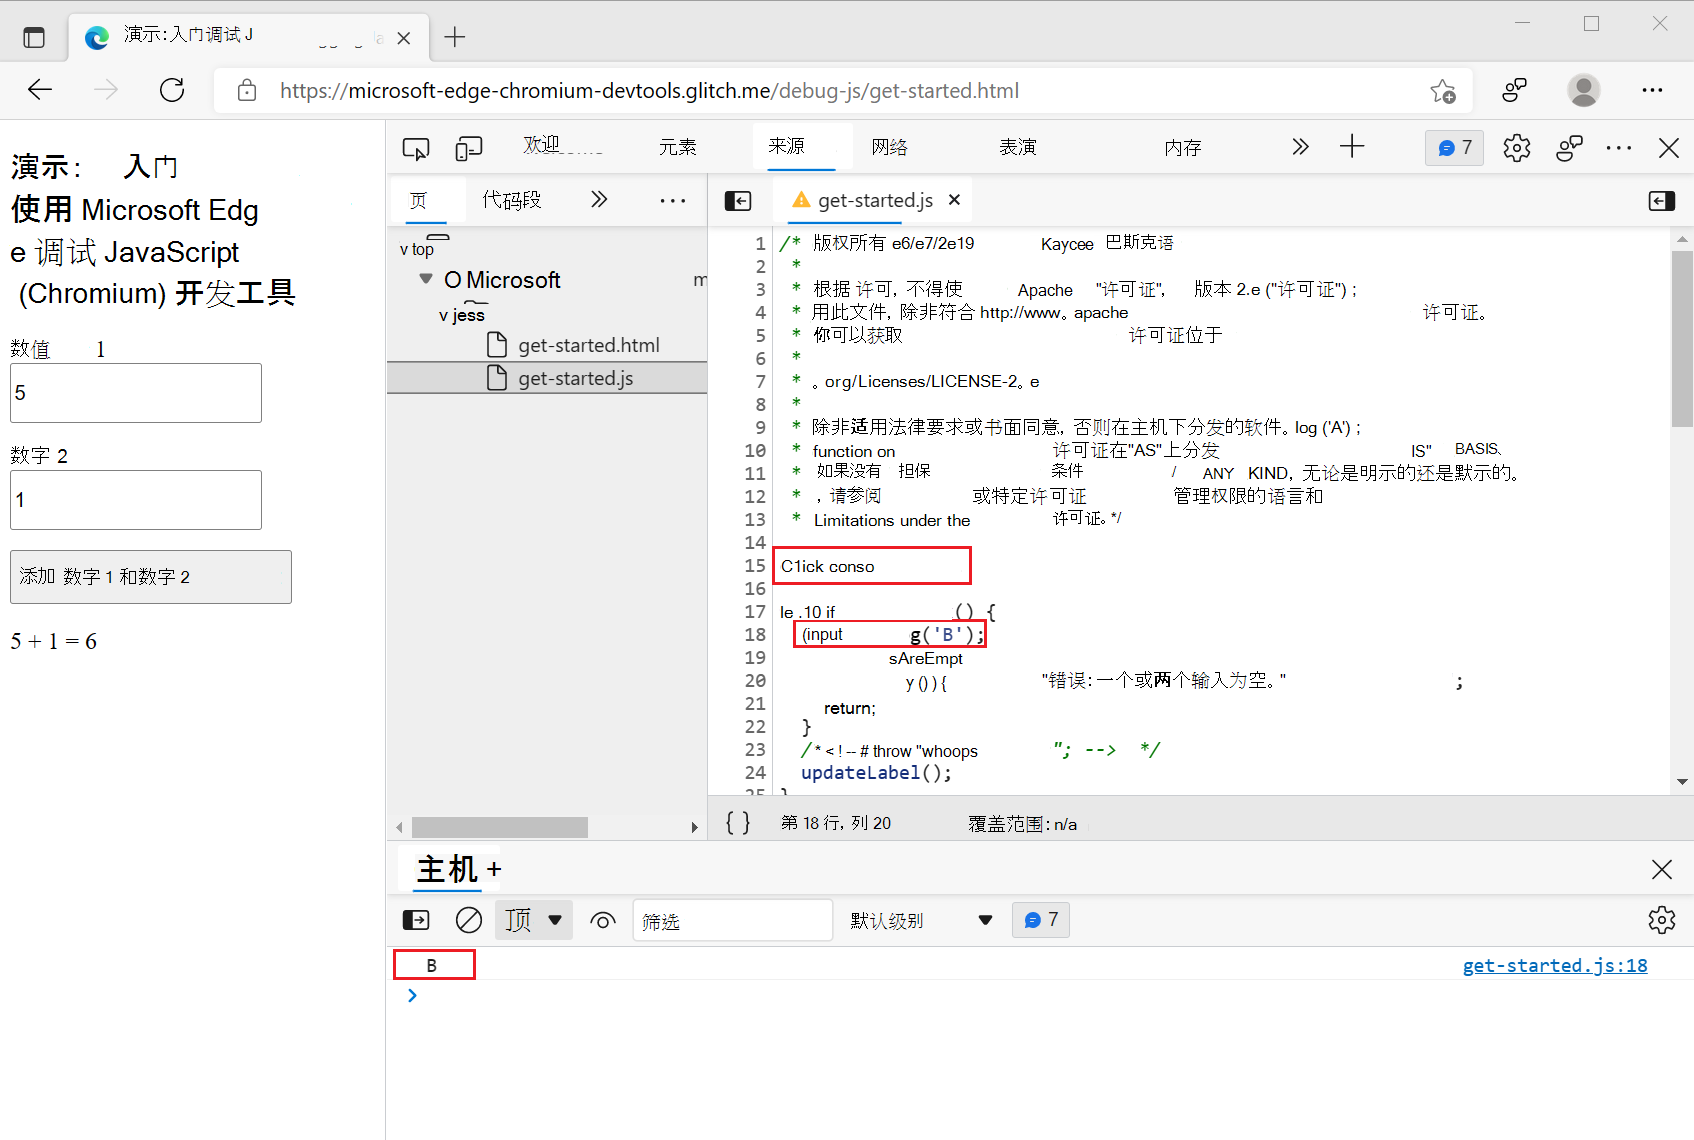 演示：入门调试 J
https://microsoft-edge-chromium-devtools.glitch.me/debug-js/get-started.html
演示： 入门
使用 Microsoft Edg
e 调试 JavaScript
(Chromium) 开发工具
数值 1
5
数字 2
1
添加 数字 1 和数字 2
5 + 1 = 6
欢迎 元素 来源 网络 表演 内存 7
页 代码段
v top
O Microsoft m
v jess
get-started.html
get-started.js
get-started.js
1 /* 版权所有 e6/e7/2e19 Kaycee 巴斯克语
2 *
3 * 根据 许可, 不得使 Apache "许可证", 版本 2.e ("许可证") ;
4 * 用此文件, 除非符合 http://www。apache 许可证。
5 * 你可以获取 许可证位于
6 *
7 * 。org/Licenses/LICENSE-2。e
8 *
9 * 除非适用法律要求或书面同意, 否则在主机下分发的软件。log ('A') ;
10 * function on 许可证在"AS"上分发 IS" BASIS、
11 * 如果没有 担保 条件 / ANY KIND, 无论是明示的还是默示的。
12 * , 请参阅 或特定许可证 管理权限的语言和
13 * Limitations under the 许可证。*/
14
15 C1ick conso
16
17 le .10 if () {
18 (input g('B');
19 sAreEmpt
20 y () ) { "错误: 一个或两个输入为空。" ;
21 return;
22 }
23 /* < ! -- # throw "whoops "; --> */
24 updateLabel();
25 }
{ } 第 18 行, 列 20 覆盖范围: n/a
主机 +
顶 筛选 默认级别 7
B get-started.js:18